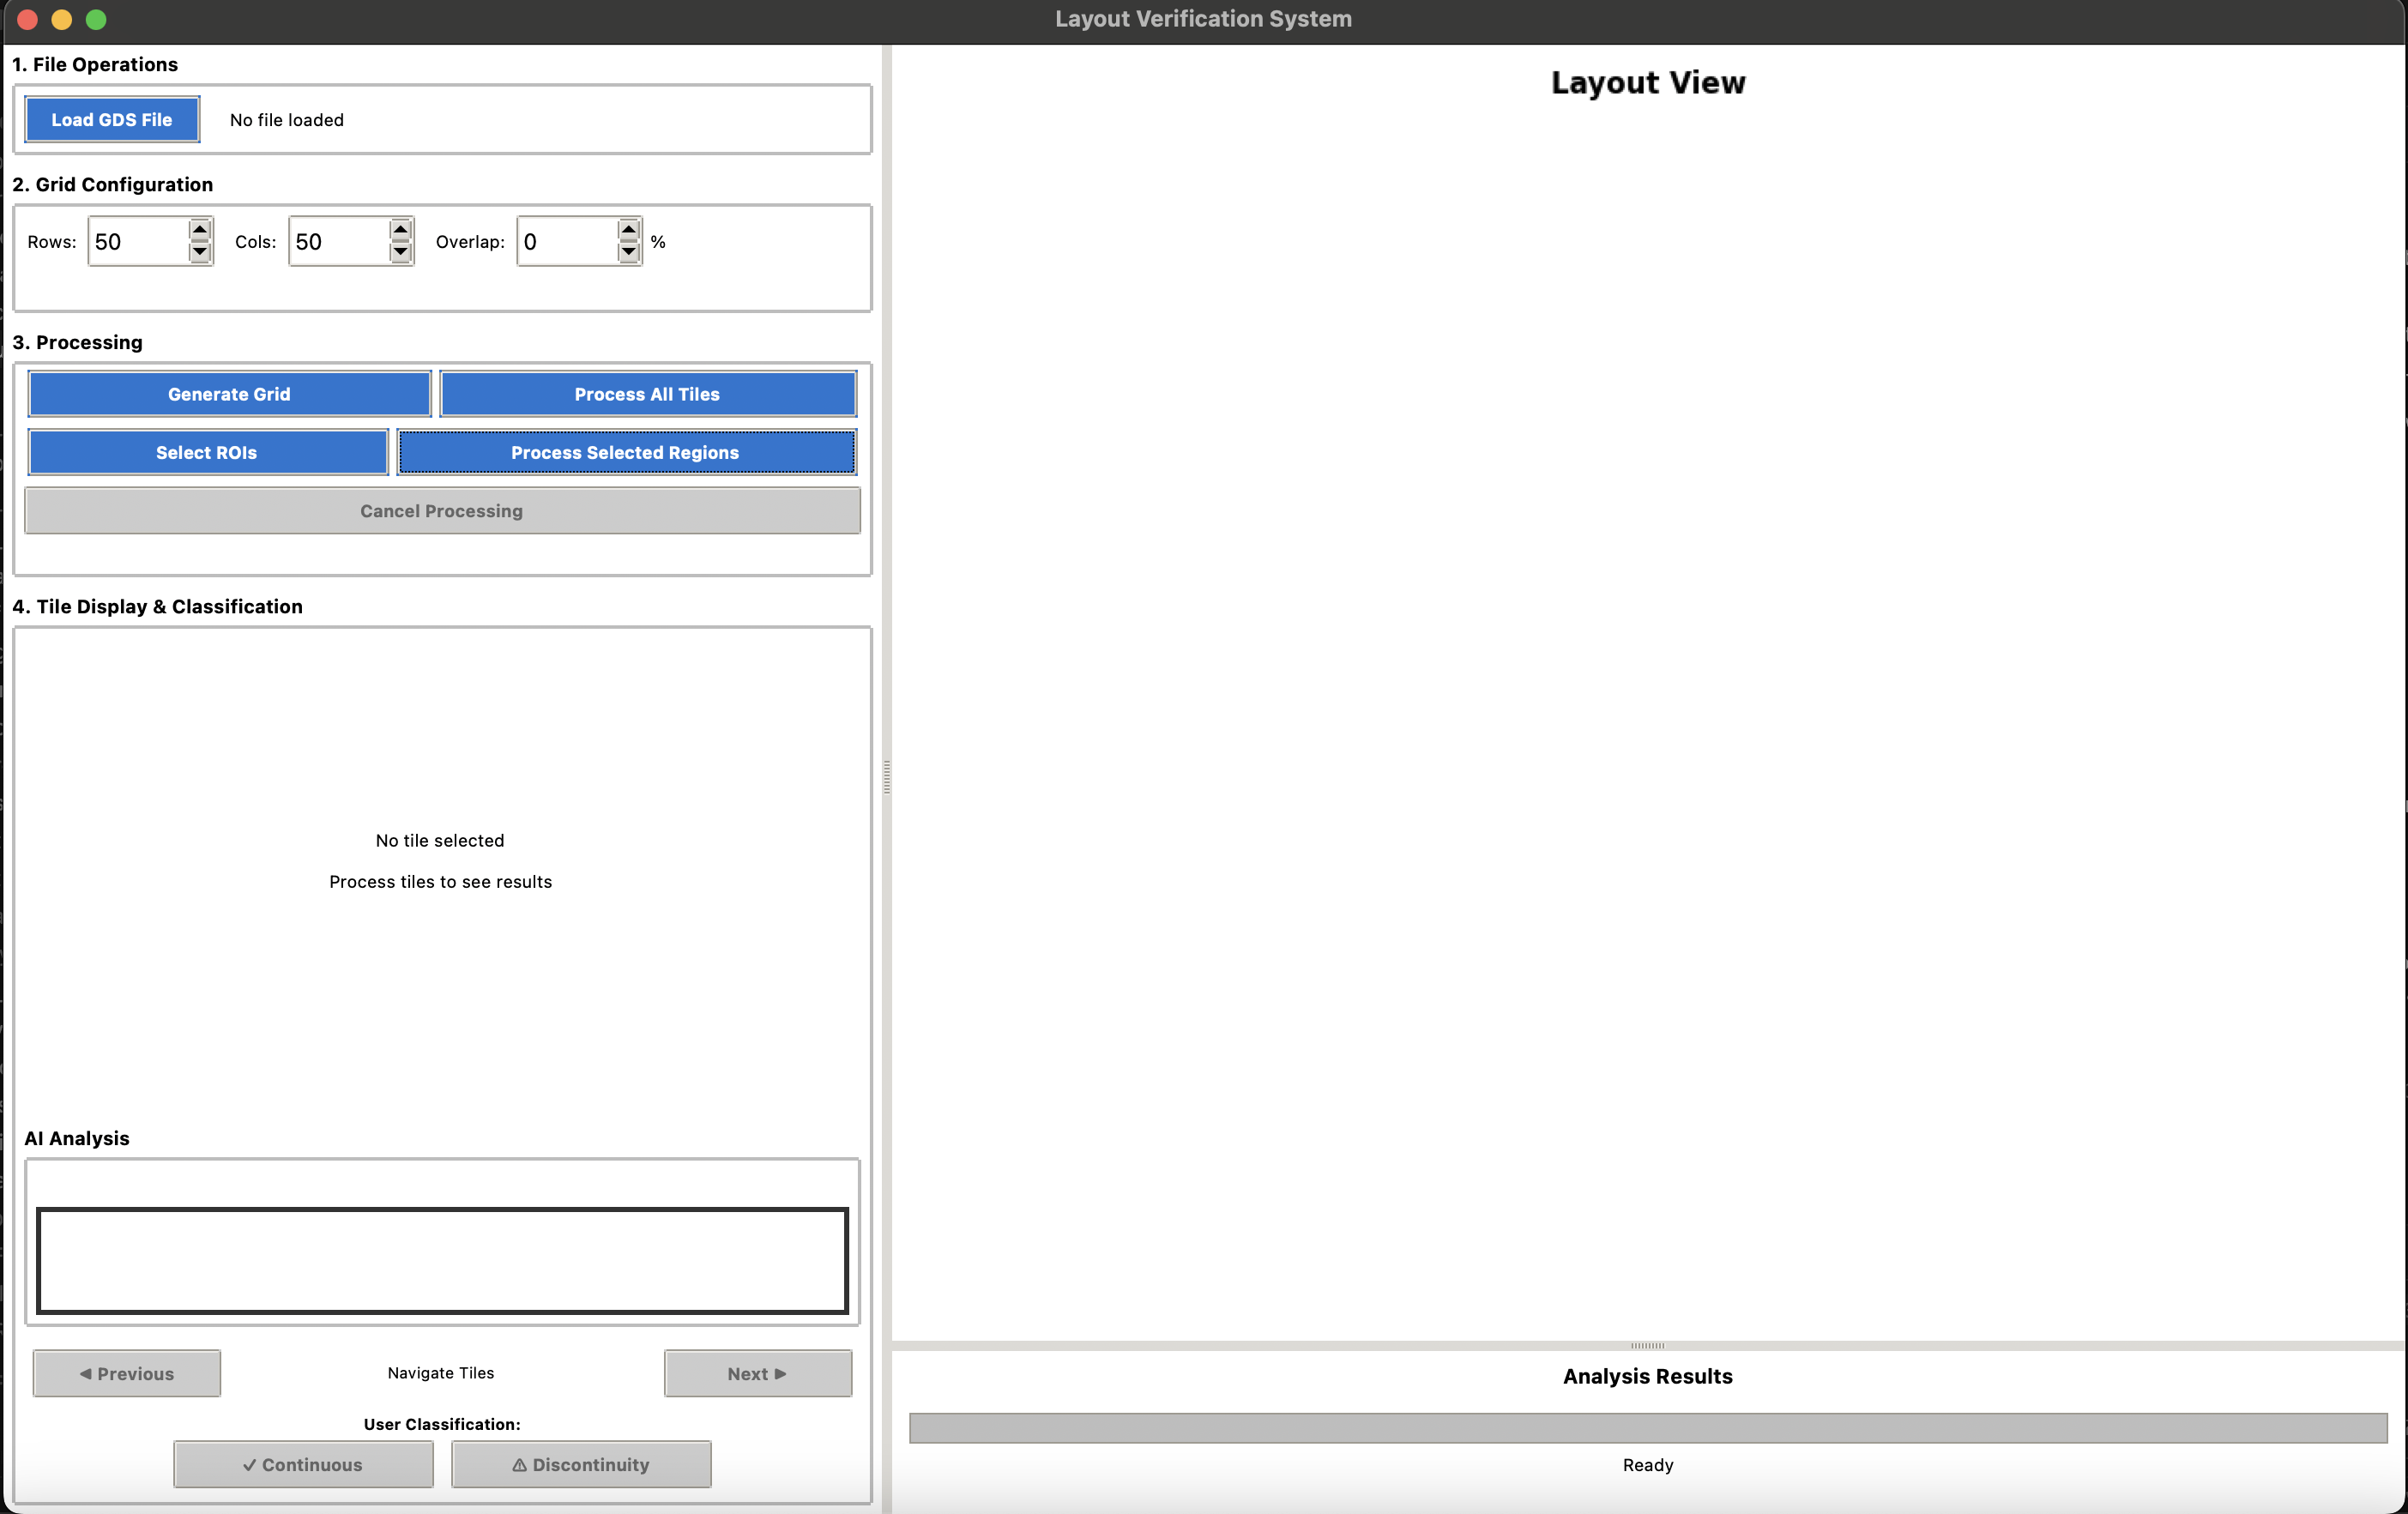 Layout Verification System
1. File Operations
Load GDS File
No file loaded
2. Grid Configuration
Rows: 50 Cols: 50 Overlap: 0 %
3. Processing
Generate Grid
Process All Tiles
Select ROIs
Process Selected Regions
Cancel Processing
4. Tile Display & Classification
No tile selected
Process tiles to see results
AI Analysis
◄ Previous
Navigate Tiles
Next ►
User Classification:
✓ Continuous
⚠ Discontinuity
Layout View
Analysis Results
Ready